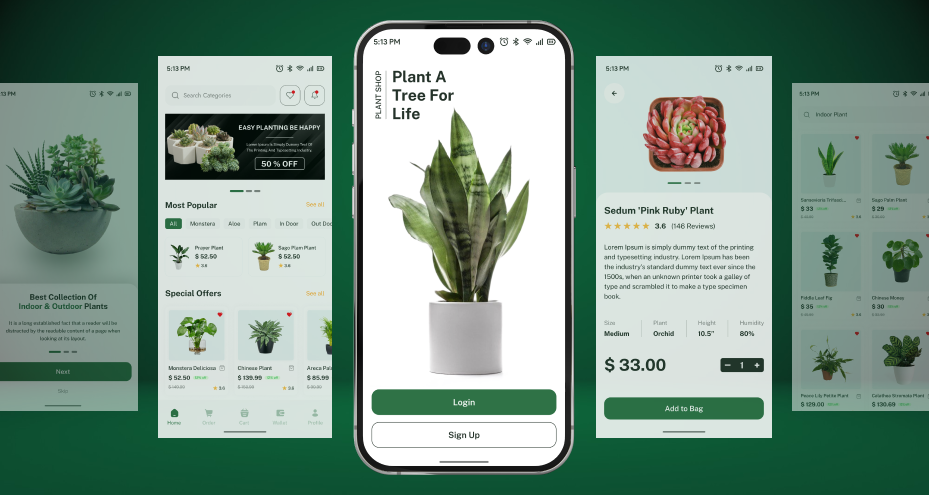 5:13 PM
Best Collection Of
Indoor & Outdoor Plants
It is a long established fact that a reader will be
distracted by the readable content of a page when
looking at its layout.
Next
Skip
5:13 PM
Search Categories
EASY PLANTING BE HAPPY
Lorem Ipsum Is Simply Dummy Text Of
The Printing And Typesetting Industry.
50 % OFF
Most Popular
See all
All
Monstera
Aloe
Plam
In Door
Out Doo
Prayer Plant
$ 52.50
3.6
Sago Plam Plant
$ 52.50
3.6
Special Offers
See all
Monstera Deliciosa
$ 52.50
3.6
Chinese Plant
$ 139.99
3.6
Areca Pal
$ 85.99
Home
Order
Cart
Wallet
Profile
5:13 PM
PLANT SHOP
Plant A
Tree For
Life
Login
Sign Up
5:13 PM
Sedum 'Pink Ruby' Plant
3.6 (146 Reviews)
Lorem Ipsum is simply dummy text of the printing
and typesetting industry. Lorem Ipsum has been
the industry's standard dummy text ever since the
1500s, when an unknown printer took a galley of
type and scrambled it to make a type specimen
book.
Size
Medium
Plant
Orchid
Height
10.5"
Humidity
80%
$ 33.00
1
Add to Bag
5:13 PM
Indoor Plant
Sansevieria Trifasc...
$ 33
3.6
Sago Palm Plant
$ 29
Fiddle Leaf Fig
$ 35
3.6
Chinese Money
$ 30
Peace Lily Petite Plant
$ 129.00
Calathea Steminate Plant
$ 130.69